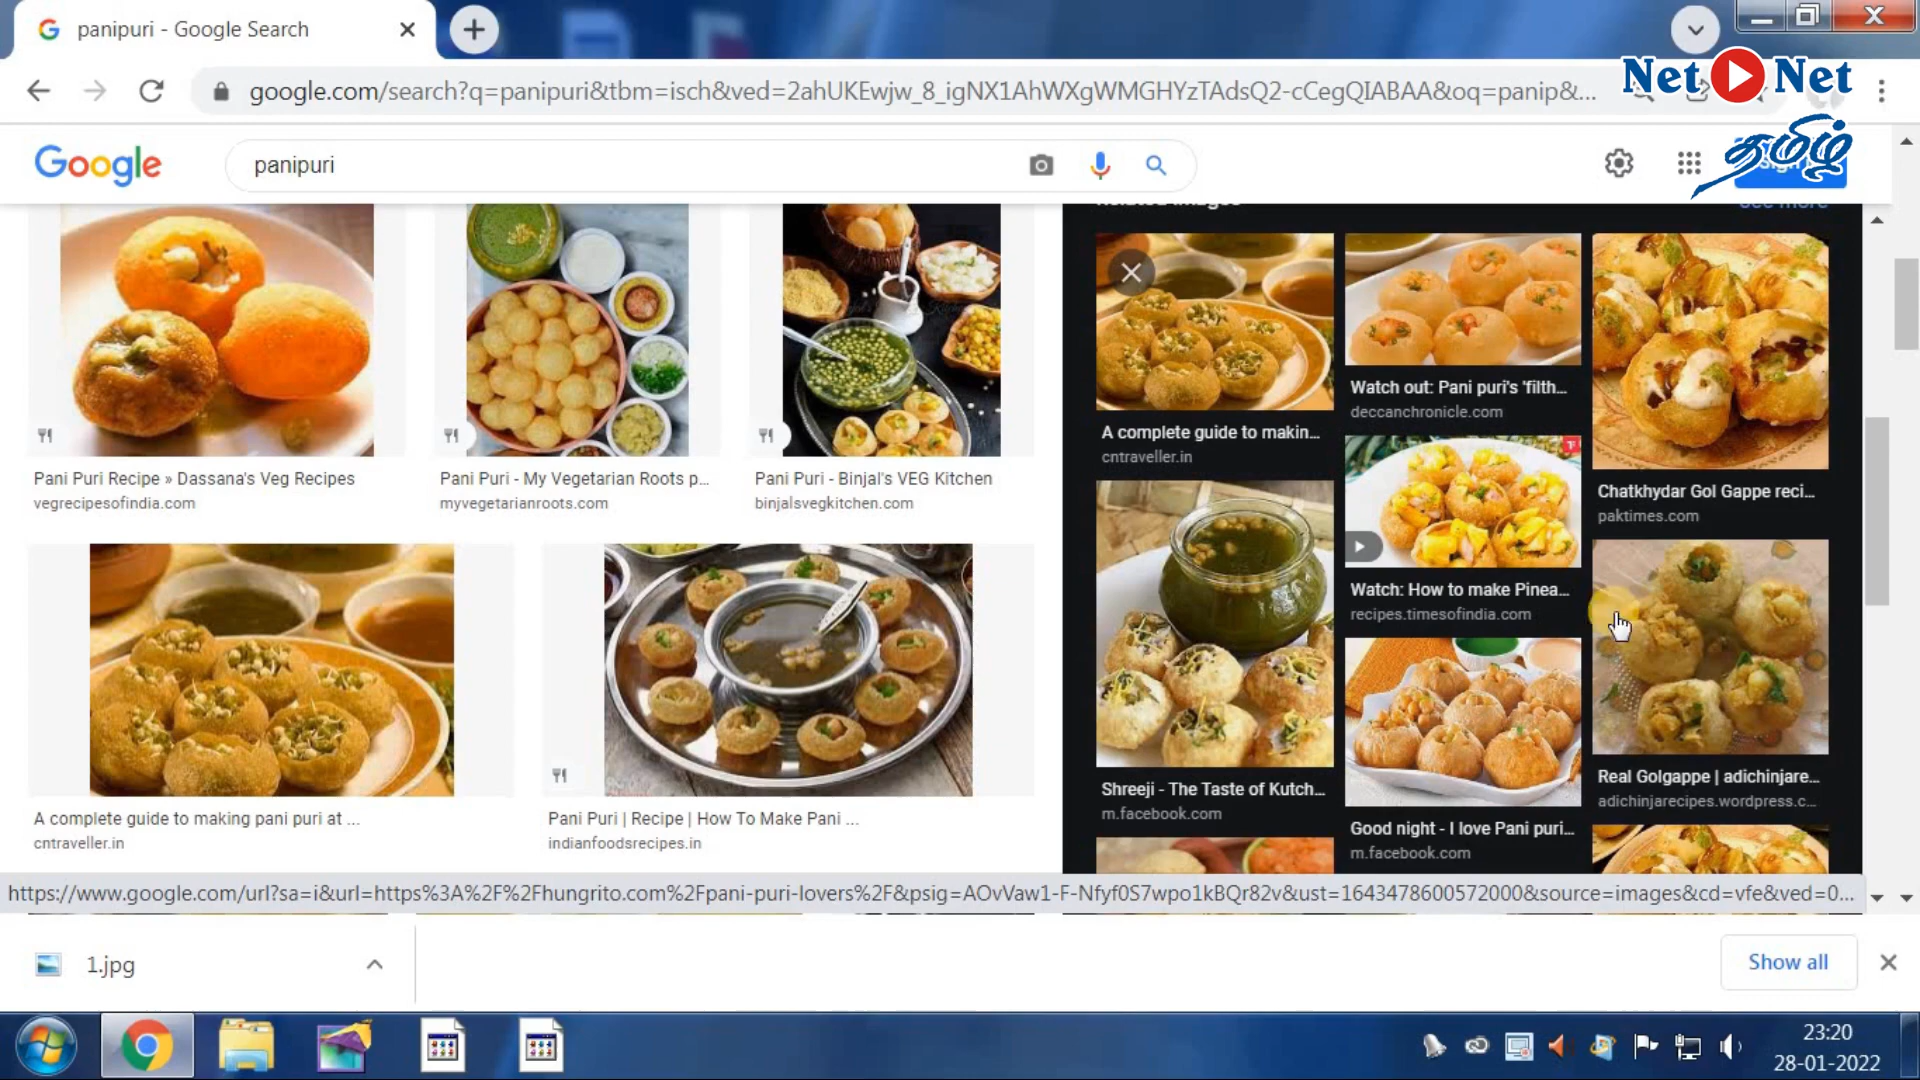 panipuri - Google Search
google.com/search?q=panipuri&tbm=isch&ved=2ahUKEwjw_8_igNX1AhWXgWMGHYzTAdsQ2-cCegQIABAA&oq=panip&...
Net Net
தமிழ்
Google
panipuri
Related images
See more
Pani Puri Recipe » Dassana's Veg Recipes
vegrecipesofindia.com
Pani Puri - My Vegetarian Roots p...
myvegetarianroots.com
Pani Puri - Binjal's VEG Kitchen
binjalsvegkitchen.com
A complete guide to making pani puri at ...
cntraveller.in
Pani Puri | Recipe | How To Make Pani ...
indianfoodsrecipes.in
A complete guide to makin...
cntraveller.in
Watch out: Pani puri's 'filth...
deccanchronicle.com
Chatkhydar Gol Gappe reci...
paktimes.com
Watch: How to make Pinea...
recipes.timesofindia.com
Shreeji - The Taste of Kutch...
m.facebook.com
Good night - I love Pani puri...
m.facebook.com
Real Golgappe | adichinjare...
adichinjarecipes.wordpress.c...
https://www.google.com/url?sa=i&url=https%3A%2F%2Fhungrito.com%2Fpani-puri-lovers%2F&psig=AOvVaw1-F-Nfyf0S7wpo1kBQr82v&ust=1643478600572000&source=images&cd=vfe&ved=0...
1.jpg
Show all
23:20
28-01-2022